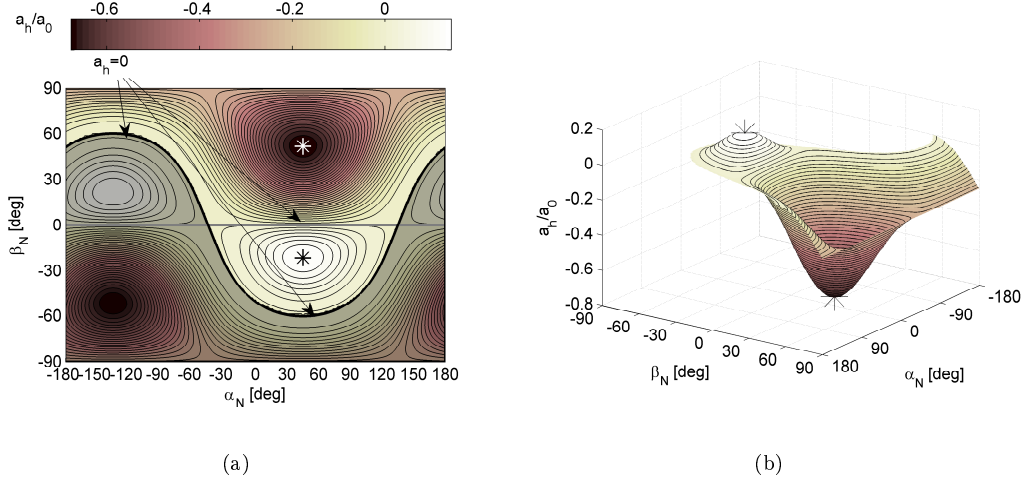 a_h/a_0
-0.6 -0.4 -0.2 0
a_h=0
90
60
30
0
-30
-60
-90
β_N [deg]
-180 -150 -120 -90 -60 -30 0 30 60 90 120 150 180
α_N [deg]
(a)
0.2
0
-0.2
-0.4
-0.6
-0.8
a_h/a_0
-90 -60 -30 0 30 60 90
β_N [deg]
180 90 0 -90 -180
α_N [deg]
(b)